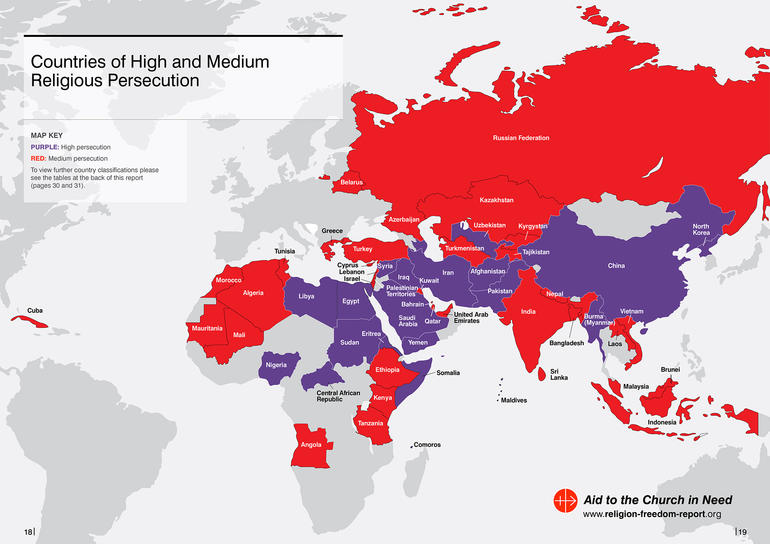 Countries of High and Medium
Religious Persecution
MAP KEY
PURPLE: High persecution
RED: Medium persecution
To view further country classifications please
see the tables at the back of this report
(pages 30 and 31).
Russian Federation
Belarus
Kazakhstan
Azerbaijan
Uzbekistan
Kyrgystan
North
Korea
Greece
Turkey
Turkmenistan
Tajikistan
Tunisia
Cyprus
Lebanon
Israel
Syria
Iraq
Iran
Afghanistan
China
Morocco
Algeria
Libya
Egypt
Palestinian
Territories
Kuwait
Pakistan
Nepal
Bahrain
Cuba
Mauritania
Mali
Saudi
Arabia
Qatar
United Arab
Emirates
India
Burma
(Myanmar)
Vietnam
Bangladesh
Laos
Eritrea
Sudan
Yemen
Nigeria
Ethiopia
Somalia
Sri
Lanka
Brunei
Malaysia
Central African
Republic
Kenya
Maldives
Tanzania
Indonesia
Angola
Comoros
Aid to the Church in Need
www.religion-freedom-report.org
18|
|19